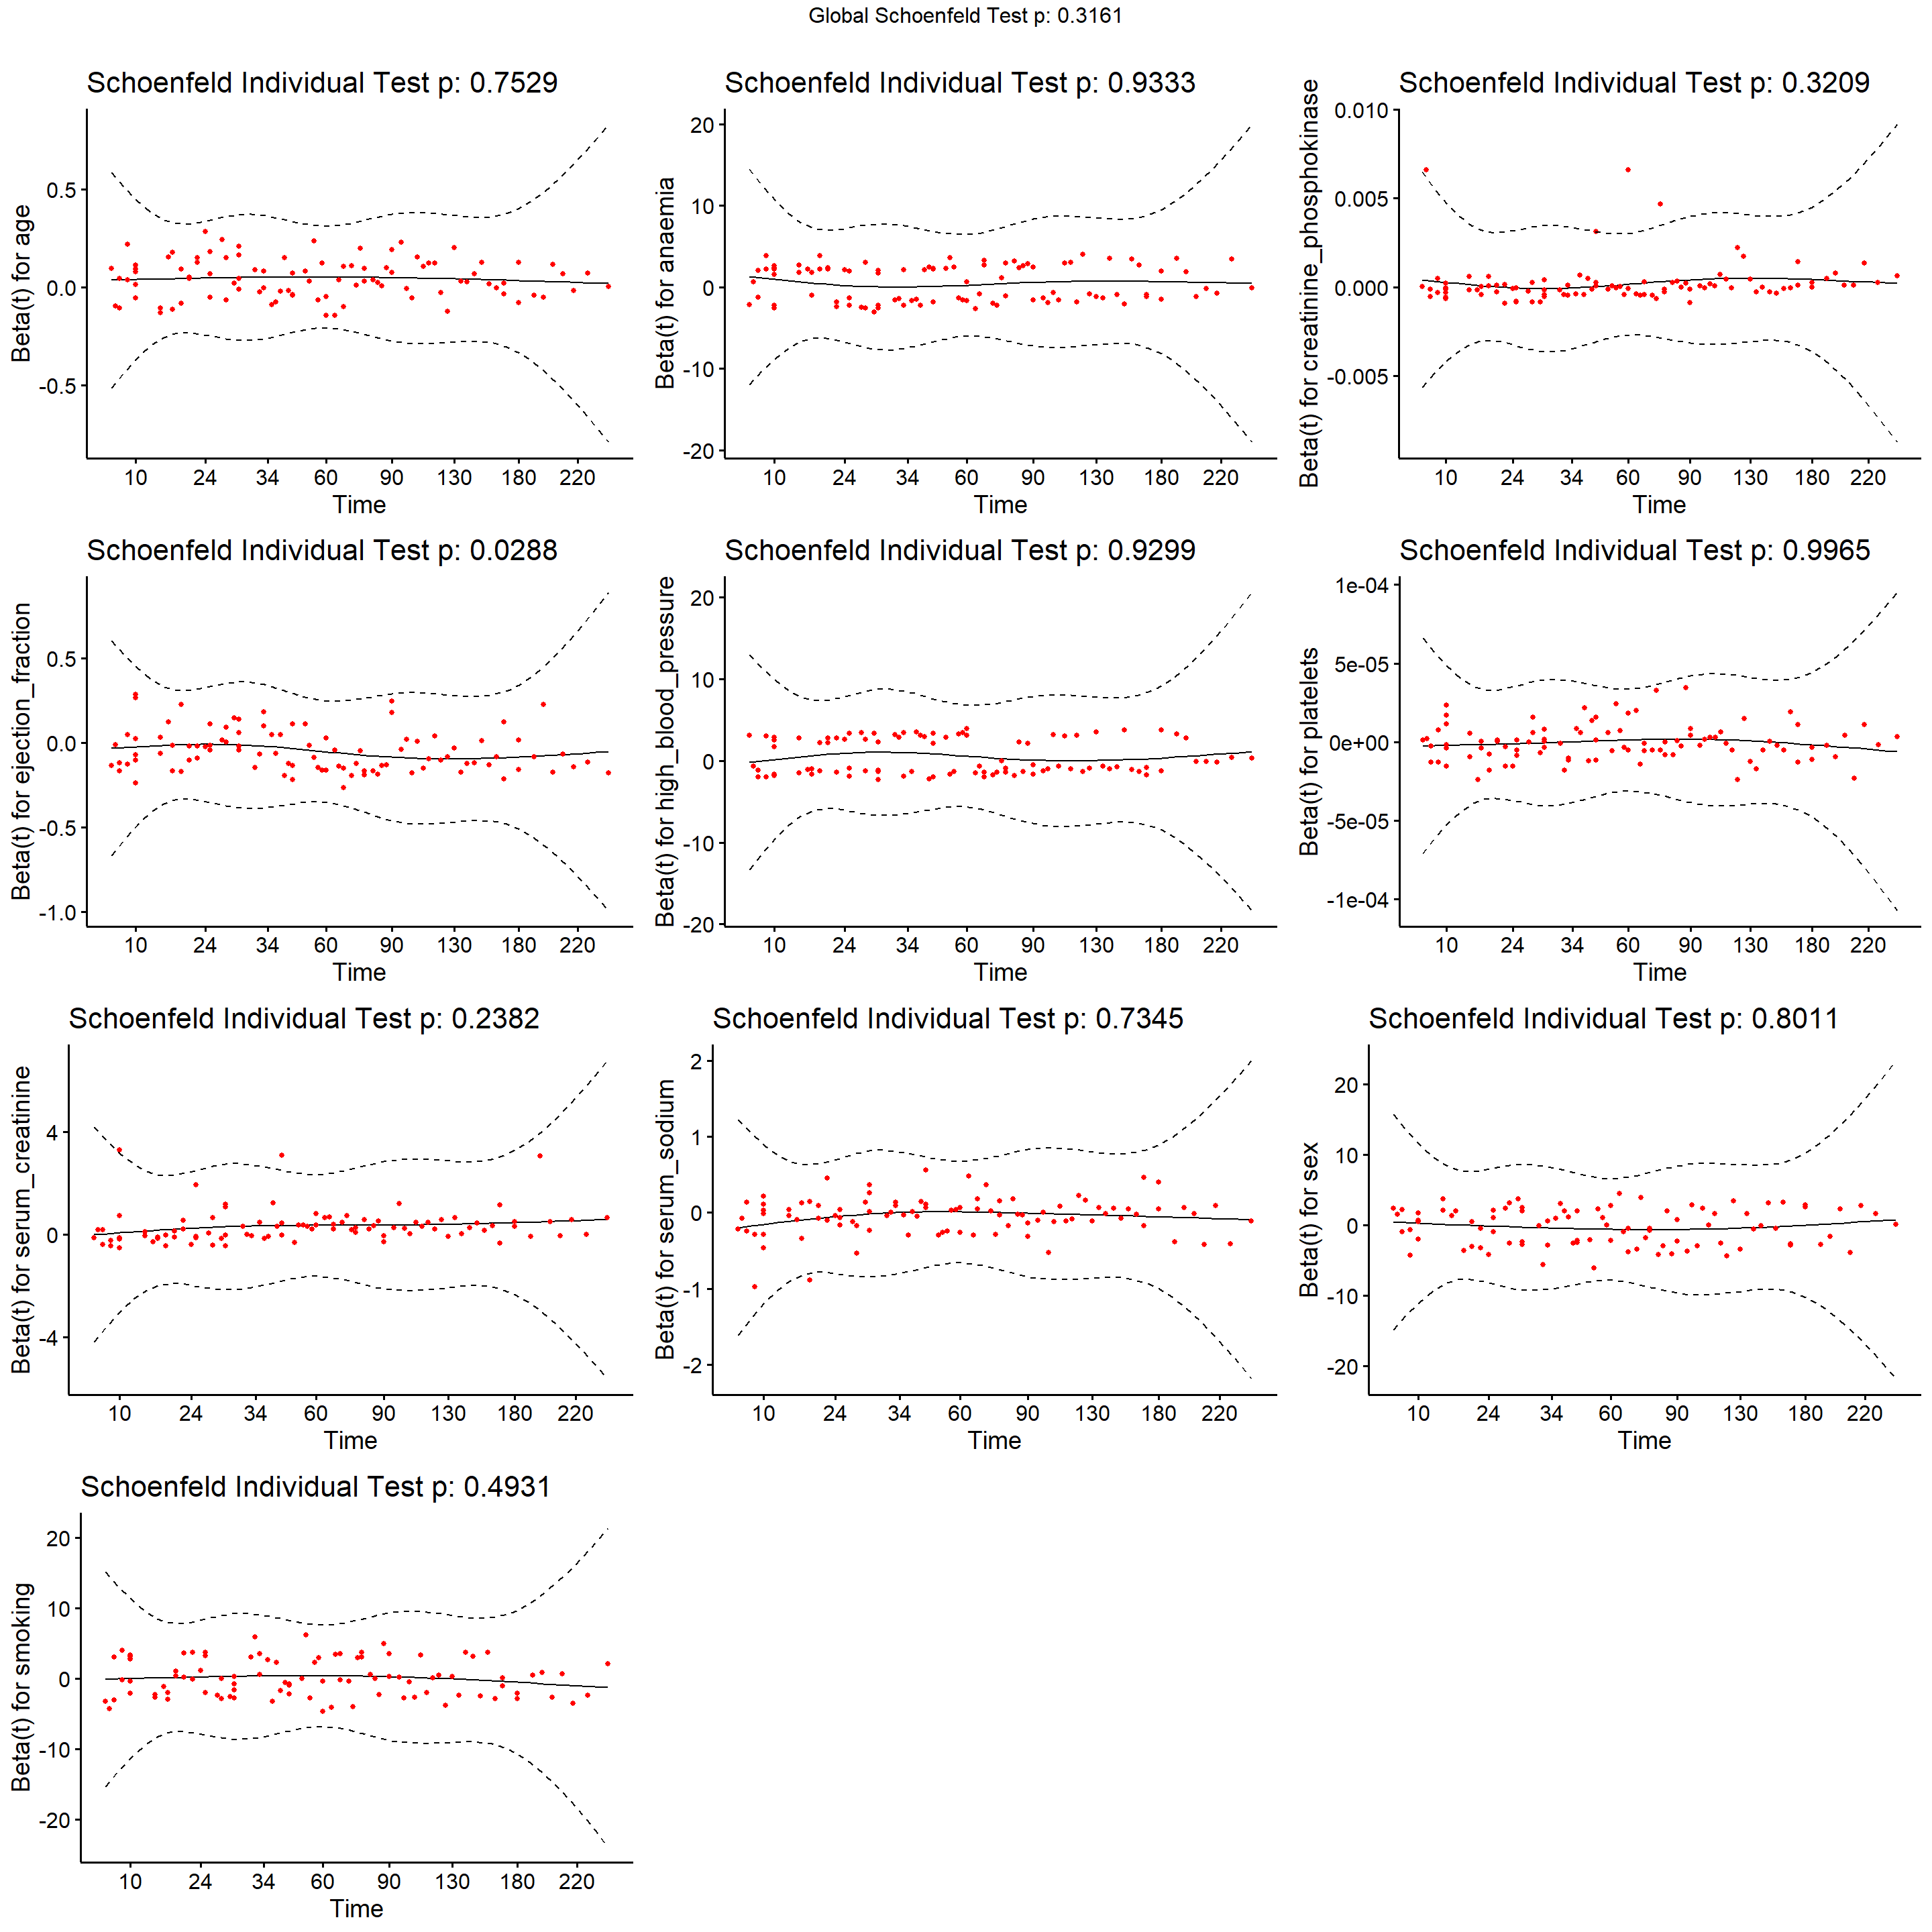 Global Schoenfeld Test p: 0.3161
Schoenfeld Individual Test p: 0.7529
Beta(t) for age
0.5
0.0
-0.5
10 24 34 60 90 130 180 220
Time
Schoenfeld Individual Test p: 0.9333
Beta(t) for anaemia
20
10
0
-10
-20
10 24 34 60 90 130 180 220
Time
Schoenfeld Individual Test p: 0.3209
Beta(t) for creatinine_phosphokinase
0.010
0.005
0.000
-0.005
10 24 34 60 90 130 180 220
Time
Schoenfeld Individual Test p: 0.0288
Beta(t) for ejection_fraction
0.5
0.0
-0.5
-1.0
10 24 34 60 90 130 180 220
Time
Schoenfeld Individual Test p: 0.9299
Beta(t) for high_blood_pressure
20
10
0
-10
-20
10 24 34 60 90 130 180 220
Time
Schoenfeld Individual Test p: 0.9965
Beta(t) for platelets
1e-04
5e-05
0e+00
-5e-05
-1e-04
10 24 34 60 90 130 180 220
Time
Schoenfeld Individual Test p: 0.2382
Beta(t) for serum_creatinine
4
0
-4
10 24 34 60 90 130 180 220
Time
Schoenfeld Individual Test p: 0.7345
Beta(t) for serum_sodium
2
1
0
-1
-2
10 24 34 60 90 130 180 220
Time
Schoenfeld Individual Test p: 0.8011
Beta(t) for sex
20
10
0
-10
-20
10 24 34 60 90 130 180 220
Time
Schoenfeld Individual Test p: 0.4931
Beta(t) for smoking
20
10
0
-10
-20
10 24 34 60 90 130 180 220
Time